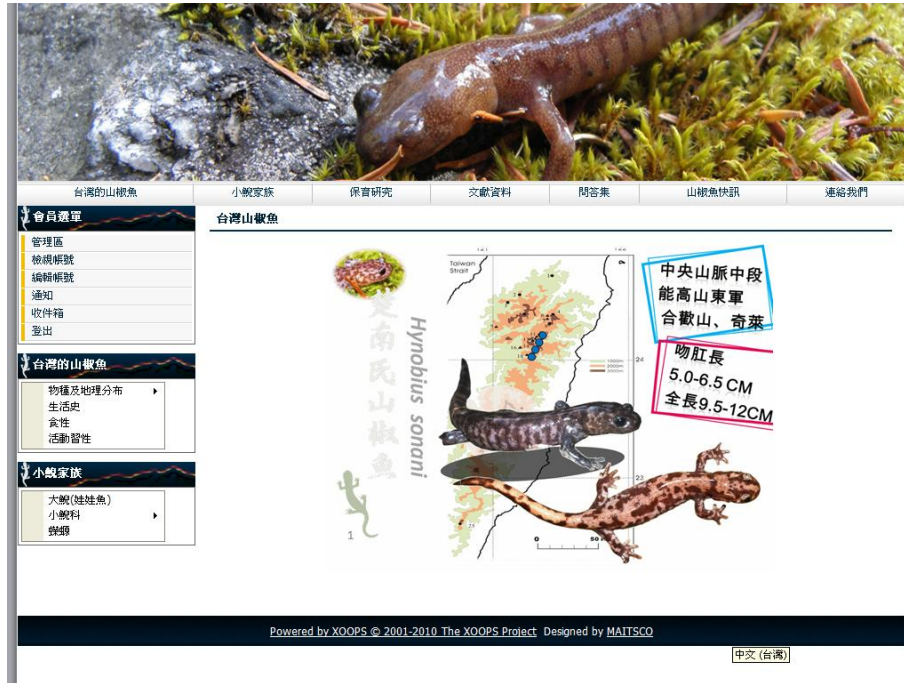 台灣的山椒魚
小鯢家族
保育研究
文獻資料
問答集
山椒魚快訊
連絡我們
會員選單
管理區
檢視帳號
編輯帳號
通知
收件箱
登出
台灣的山椒魚
物種及地理分布
生活史
食性
活動習性
小鯢家族
大鯢(娃娃魚)
小鯢科
蠑螈
台灣山椒魚
楚南氏山椒魚
Hynobius sonani
1
Taiwan
Strait
24
23
1000m
2000m
3000m
0
中央山脈中段
能高山東軍
合歡山、奇萊
吻肛長
5.0-6.5 CM
全長9.5-12CM
Powered by XOOPS © 2001-2010 The XOOPS Project Designed by MAITSCO
中文 (台灣)